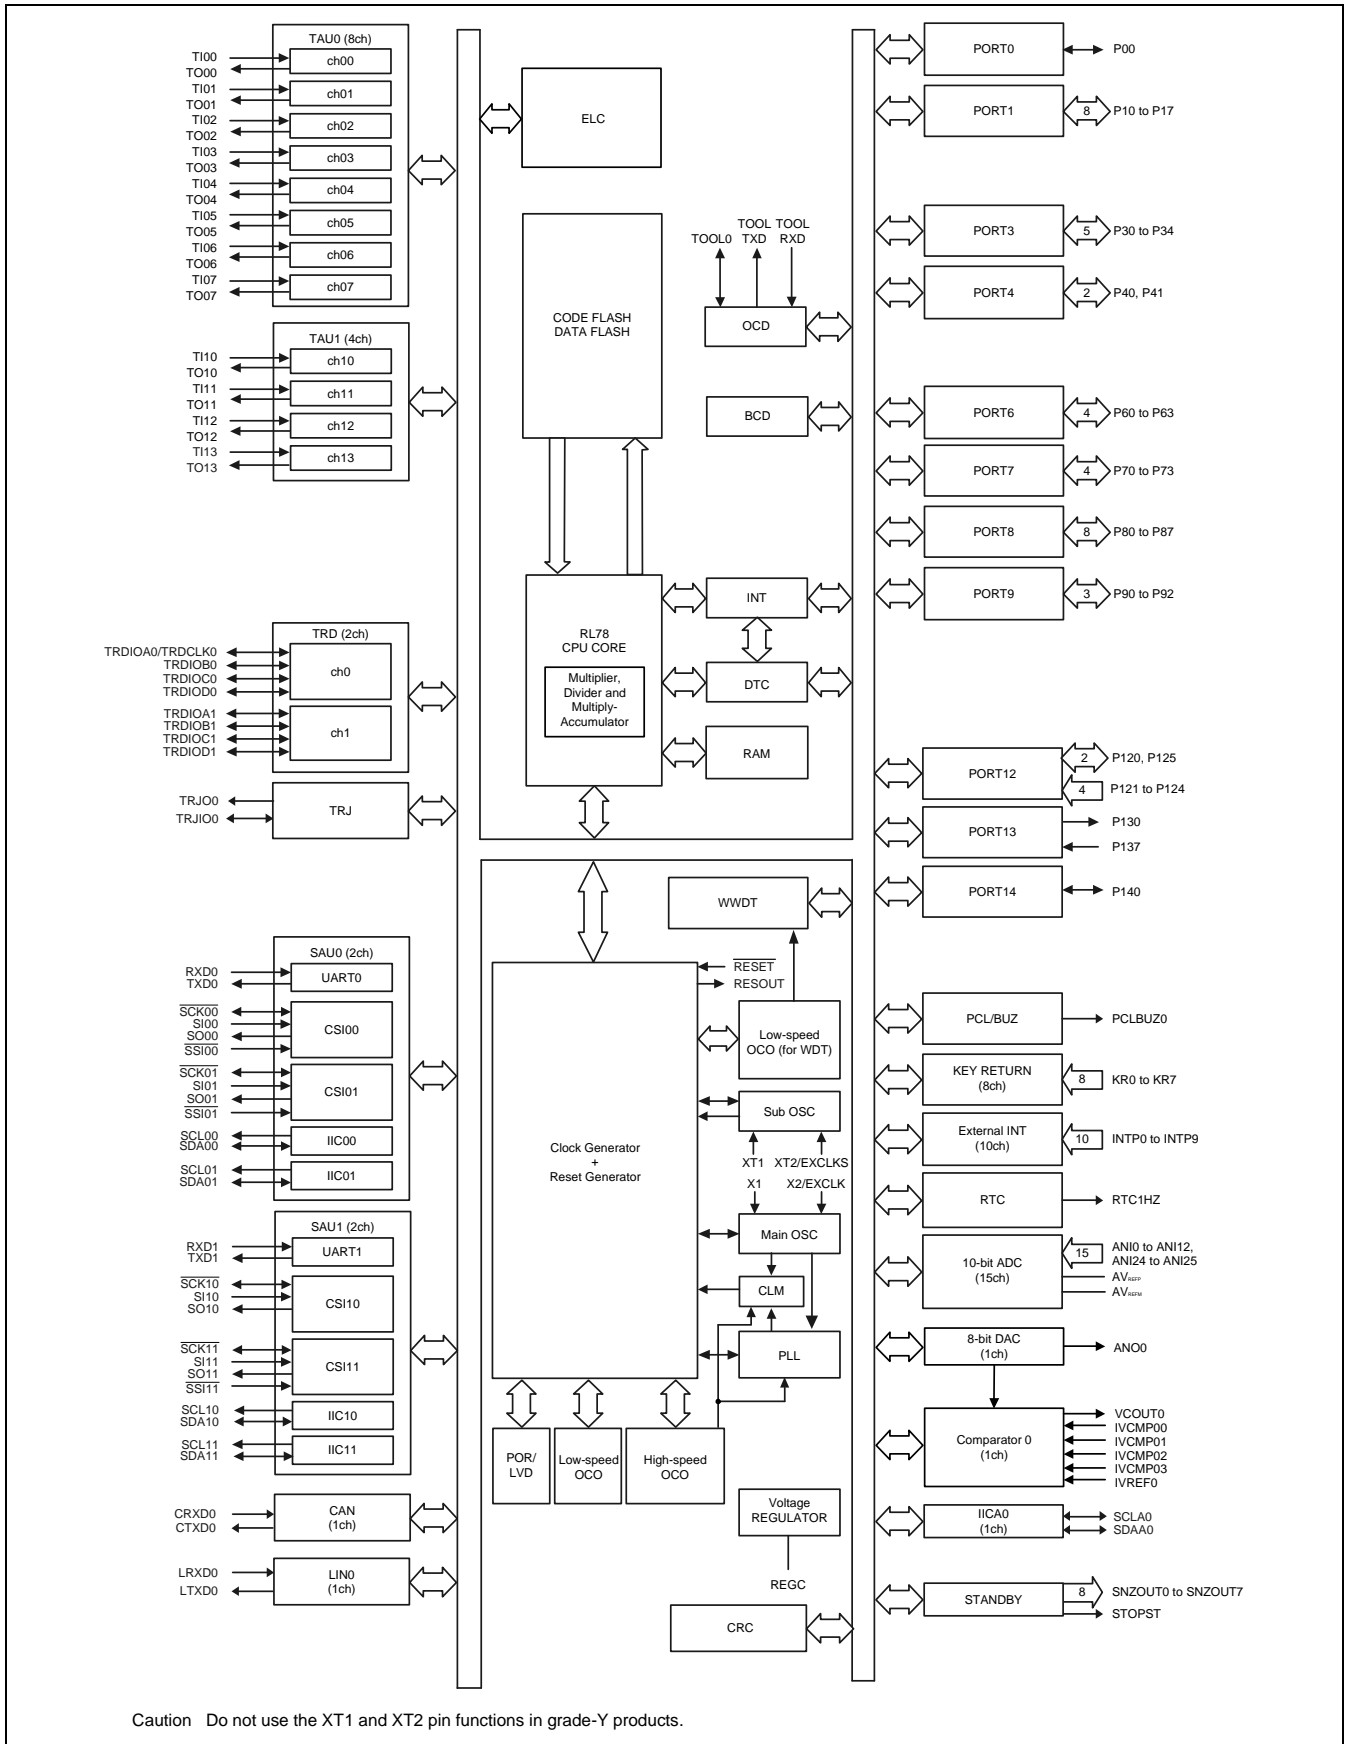 TAU0 (8ch)
TI00
TO00
ch00
TI01
TO01
ch01
TI02
TO02
ch02
TI03
TO03
ch03
TI04
TO04
ch04
TI05
TO05
ch05
TI06
TO06
ch06
TI07
TO07
ch07
TAU1 (4ch)
TI10
TO10
ch10
TI11
TO11
ch11
TI12
TO12
ch12
TI13
TO13
ch13
TRD (2ch)
TRDIOA0/TRDCLK0
TRDIOB0
TRDIOC0
TRDIOD0
ch0
TRDIOA1
TRDIOB1
TRDIOC1
TRDIOD1
ch1
TRJO0
TRJIO0
TRJ
SAU0 (2ch)
RXD0
TXD0
UART0
SCK00
SI00
SO00
SSI00
CSI00
SCK01
SI01
SO01
SSI01
CSI01
SCL00
SDA00
IIC00
SCL01
SDA01
IIC01
SAU1 (2ch)
RXD1
TXD1
UART1
SCK10
SI10
SO10
CSI10
SCK11
SI11
SO11
SSI11
CSI11
SCL10
SDA10
IIC10
SCL11
SDA11
IIC11
CRXD0
CTXD0
CAN
(1ch)
LRXD0
LTXD0
LIN0
(1ch)
ELC
CODE FLASH
DATA FLASH
TOOL0
TOOL
TXD
TOOL
RXD
OCD
BCD
RL78
CPU CORE
Multiplier,
Divider and
Multiply-
Accumulator
INT
DTC
RAM
WWDT
RESET
RESOUT
Low-speed
OCO (for WDT)
Clock Generator
+
Reset Generator
Sub OSC
XT1
XT2/EXCLKS
X1
X2/EXCLK
Main OSC
CLM
PLL
POR/
LVD
Low-speed
OCO
High-speed
OCO
Voltage
REGULATOR
REGC
CRC
PORT0
P00
PORT1
8
P10 to P17
PORT3
5
P30 to P34
PORT4
2
P40, P41
PORT6
4
P60 to P63
PORT7
4
P70 to P73
PORT8
8
P80 to P87
PORT9
3
P90 to P92
PORT12
2
P120, P125
4
P121 to P124
PORT13
P130
P137
PORT14
P140
PCL/BUZ
PCLBUZ0
KEY RETURN
(8ch)
8
KR0 to KR7
External INT
(10ch)
10
INTP0 to INTP9
RTC
RTC1HZ
10-bit ADC
(15ch)
15
ANI0 to ANI12,
ANI24 to ANI25
AVREFP
AVREFM
8-bit DAC
(1ch)
ANO0
Comparator 0
(1ch)
VCOUT0
IVCMP00
IVCMP01
IVCMP02
IVCMP03
IVREF0
IICA0
(1ch)
SCLA0
SDAA0
STANDBY
8
SNZOUT0 to SNZOUT7
STOPST
Caution Do not use the XT1 and XT2 pin functions in grade-Y products.